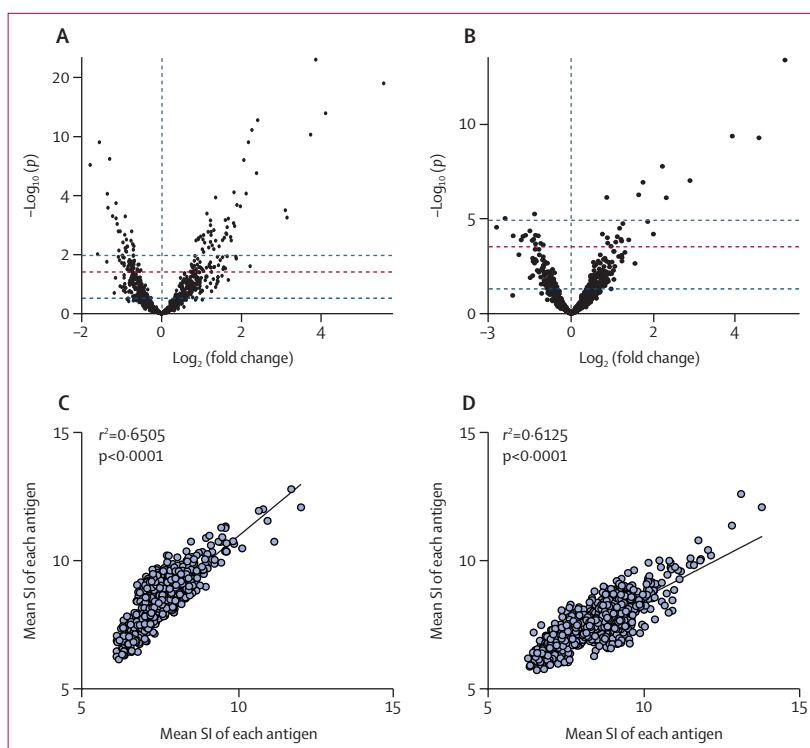 A
20
10
4
2
0
–2
0
2
4
–Log₁₀ (p)
Log₂ (fold change)
B
10
5
0
–3
0
2
4
–Log₁₀ (p)
Log₂ (fold change)
C
r²=0·6505
p<0·0001
15
10
5
5
10
15
Mean SI of each antigen
Mean SI of each antigen
D
r²=0·6125
p<0·0001
15
10
5
5
10
15
Mean SI of each antigen
Mean SI of each antigen